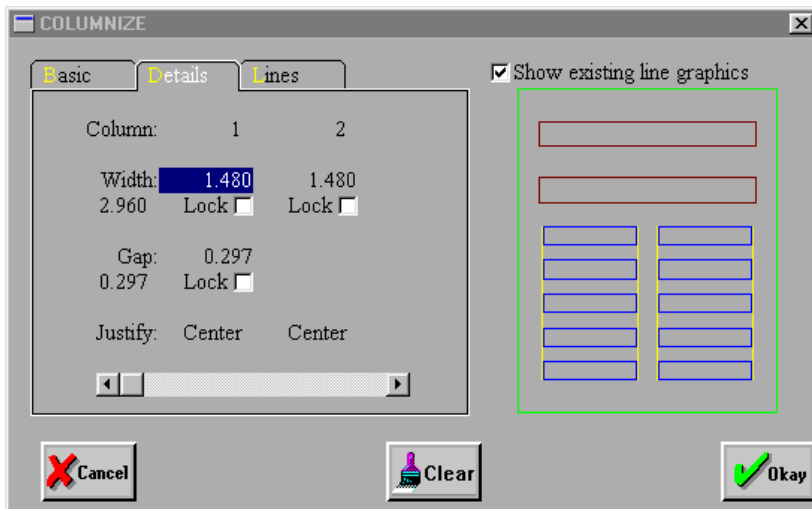 COLUMNIZE
Basic Details Lines
Show existing line graphics
Column: 1 2
Width: 1.480 1.480
2.960 Lock Lock
Gap: 0.297
0.297 Lock
Justify: Center Center
Cancel Clear Okay